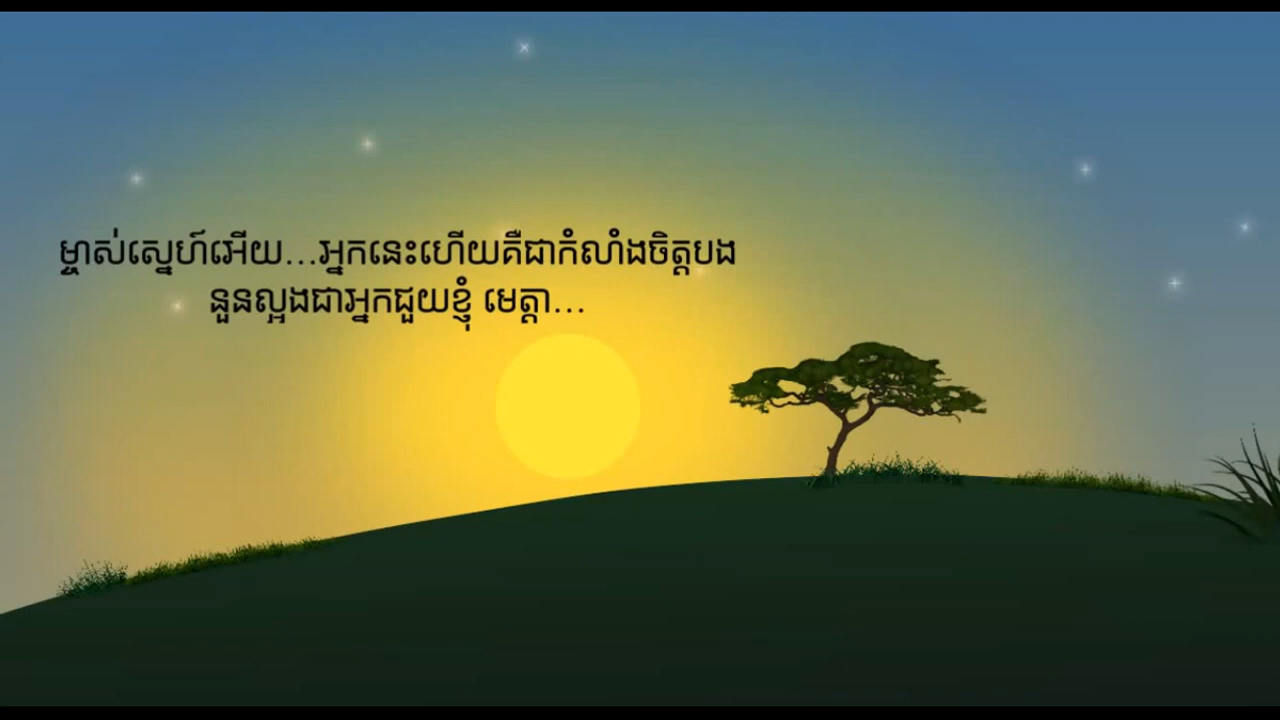 ម្ចាស់ស្នេហ៍អើយ...អ្នកនេះហើយគឺជាកំលាំងចិត្តបង
នួនល្អងជាអ្នកជួយខ្ញុំ មេត្តា...